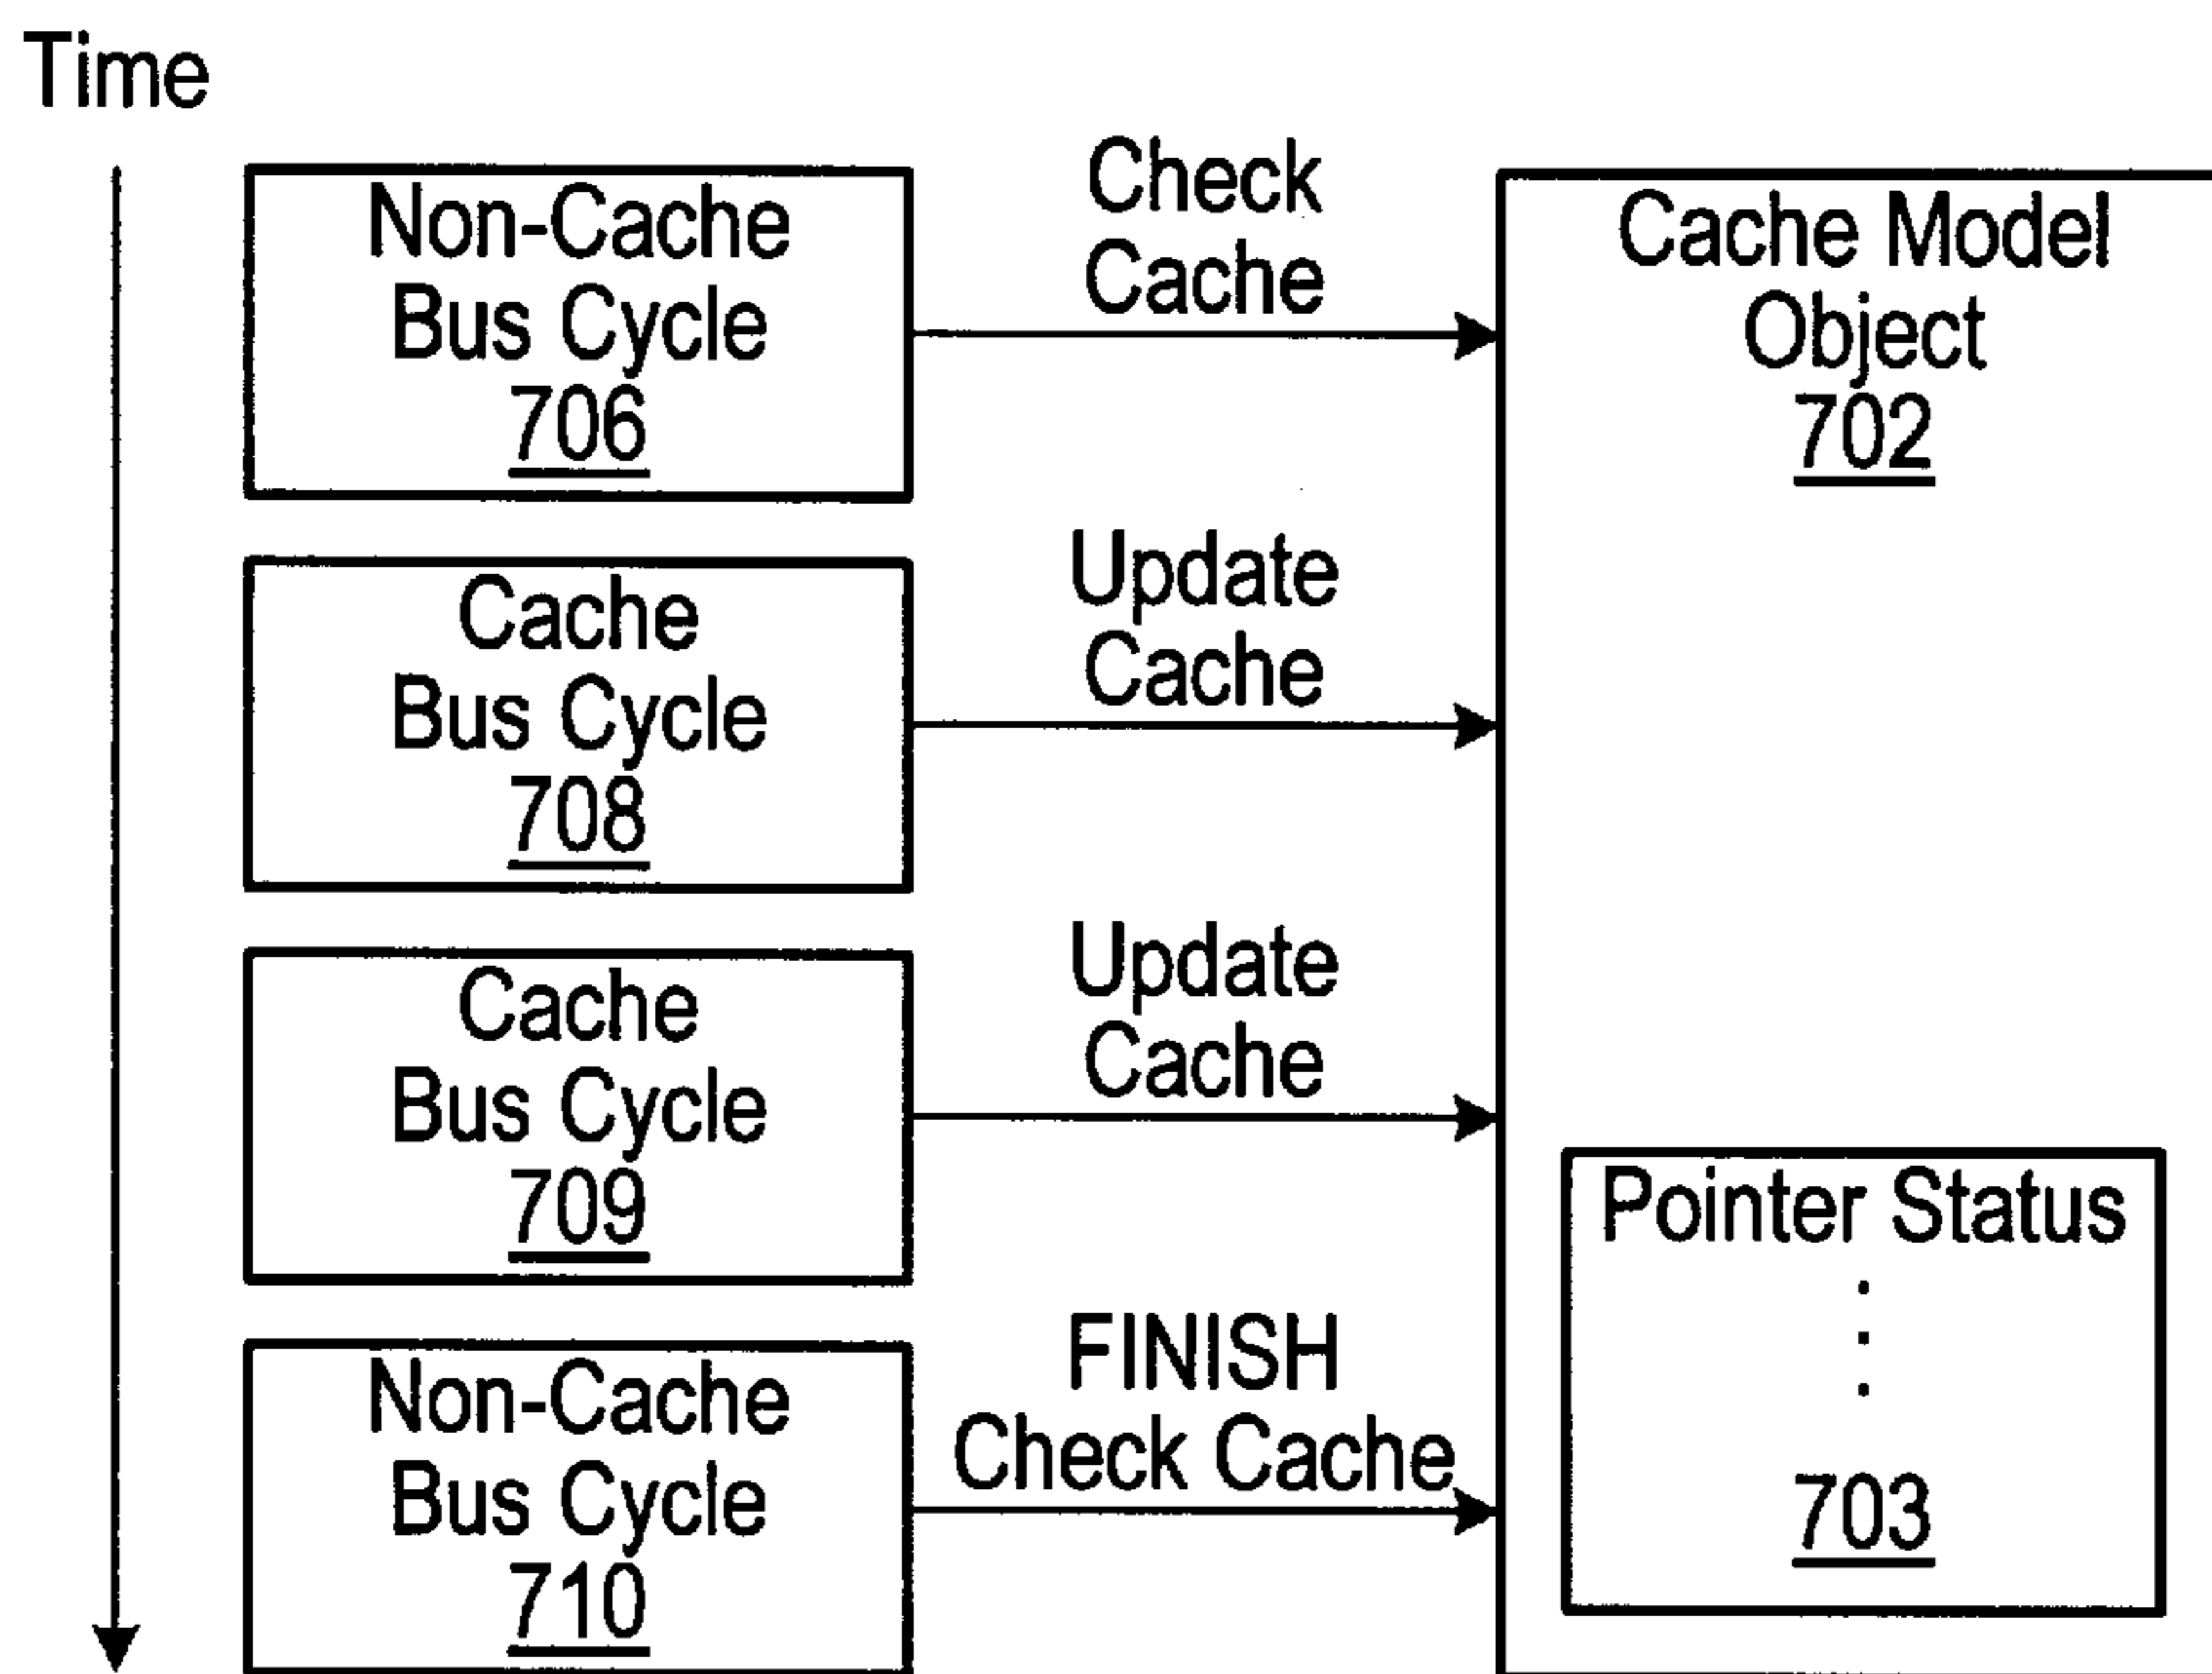 Time
Non-Cache
Bus Cycle
706
Check
Cache
Cache Model
Object
702
Cache
Bus Cycle
708
Update
Cache
Cache
Bus Cycle
709
Update
Cache
Pointer Status
703
Non-Cache
Bus Cycle
710
FINISH
Check Cache